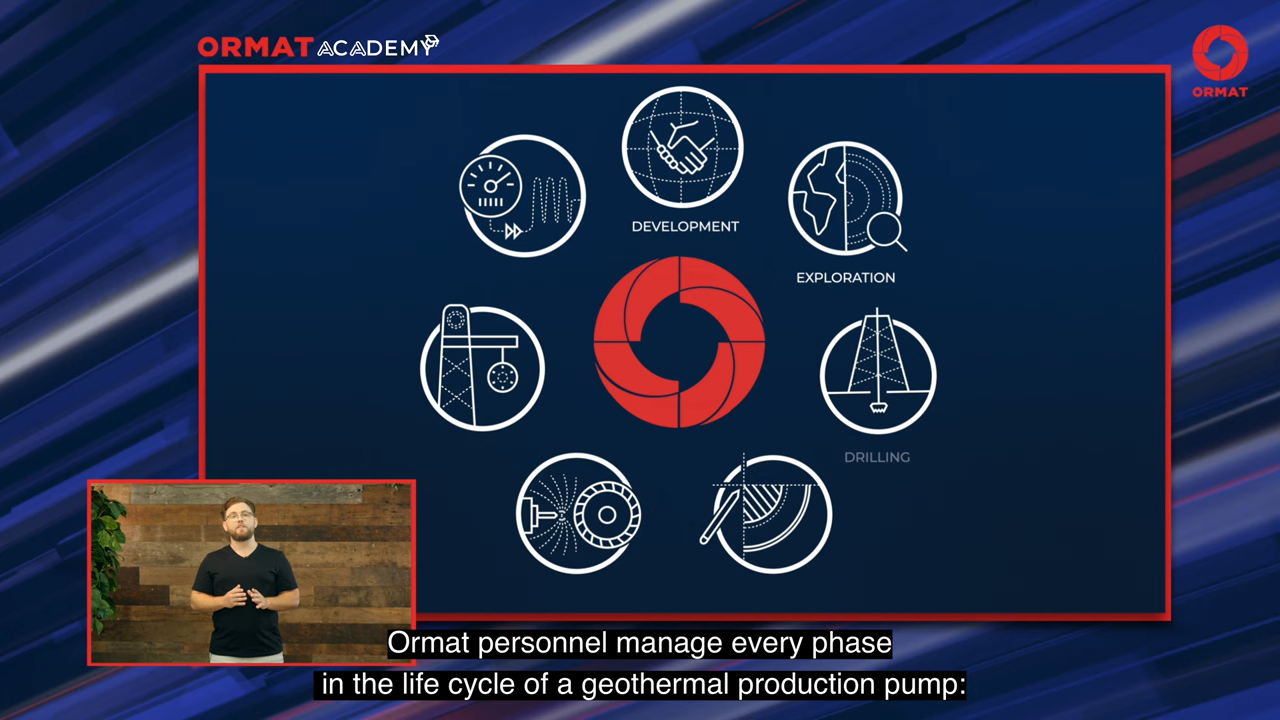 ORMAT ACADEMY
ORMAT
DEVELOPMENT
EXPLORATION
DRILLING
Ormat personnel manage every phase
in the life cycle of a geothermal production pump: